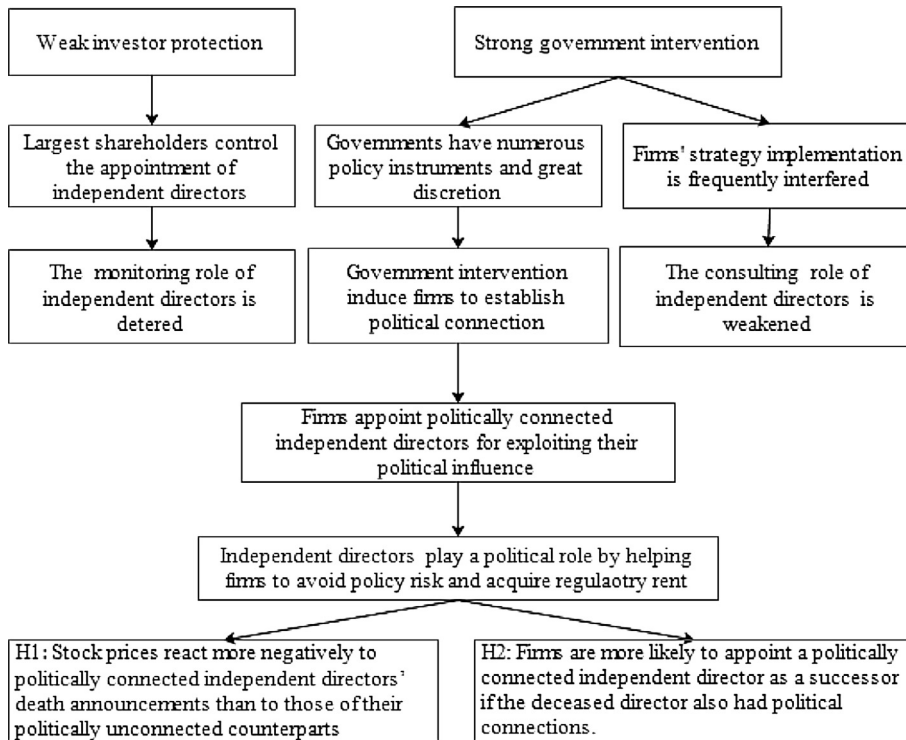 Weak investor protection
Strong government intervention
Largest shareholders control
the appointment of
independent directors
Governments have numerous
policy instruments and great
discretion
Firms' strategy implementation
is frequently interfered
The monitoring role of
independent directors is
detered
Government intervention
induce firms to establish
political connection
The consulting role of
independent directors is
weakened
Firms appoint politically connected
independent directors for exploiting their
political influence
Independent directors play a political role by helping
firms to avoid policy risk and acquire regulaotry rent
H1: Stock prices react more negatively to
politically connected independent directors’
death announcements than to those of their
politically unconnected counterparts
H2: Firms are more likely to appoint a politically
connected independent director as a successor
if the deceased director also had political
connections.